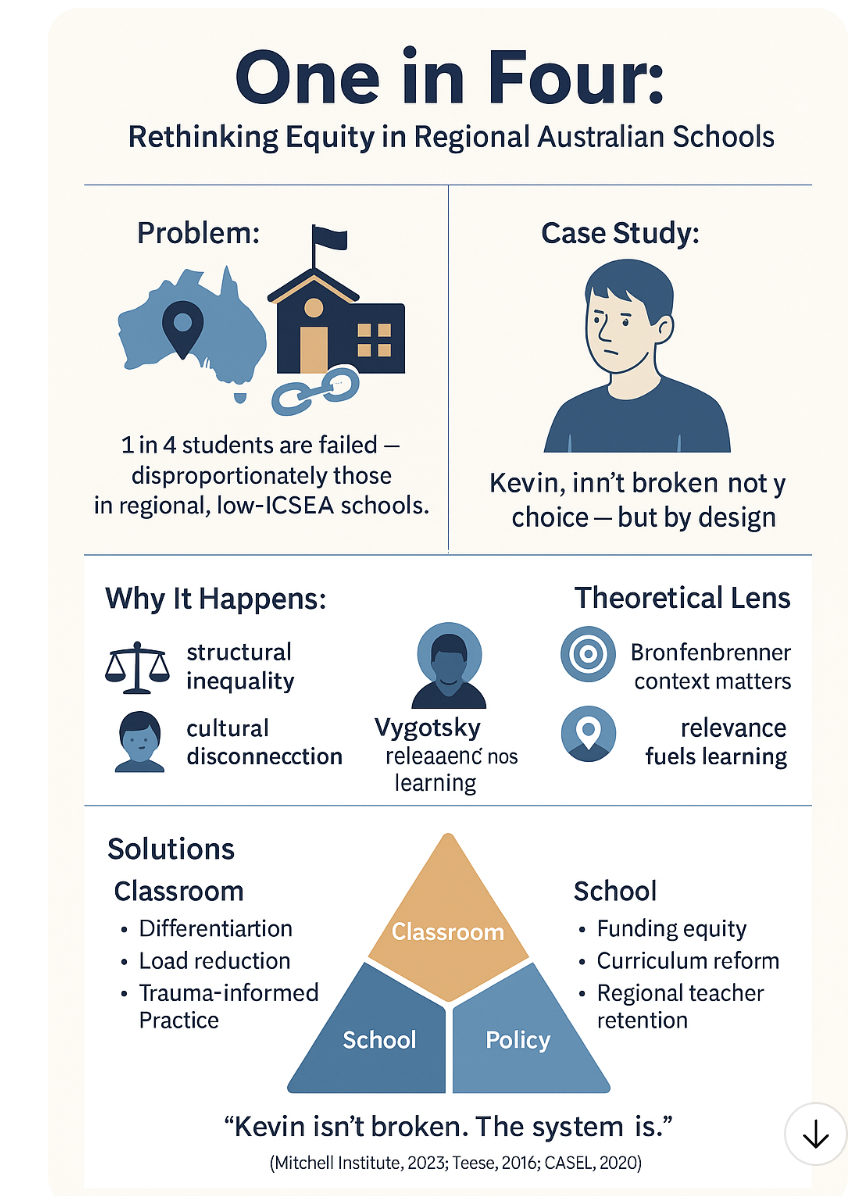 One in Four:
Rethinking Equity in Regional Australian Schools
Problem:
1 in 4 students are failed —
disproportionately those
in regional, low-ICSEA schools.
Case Study:
Kevin, inn't broken not y
choice — but by design
Why It Happens:
structural
inequality
cultural
disconnecction
Vygotsky
nos
learning
Theoretical Lens
Bronfenbrenner
context matters
relevance
fuels learning
Solutions
Classroom
• Differentiartion
• Load reduction
• Trauma-informed
Practice
Classroom
School
Policy
School
• Funding equity
• Curriculum reform
• Regional teacher
retention
“Kevin isn't broken. The system is.”
(Mitchell Institute, 2023; Teese, 2016; CASEL, 2020)